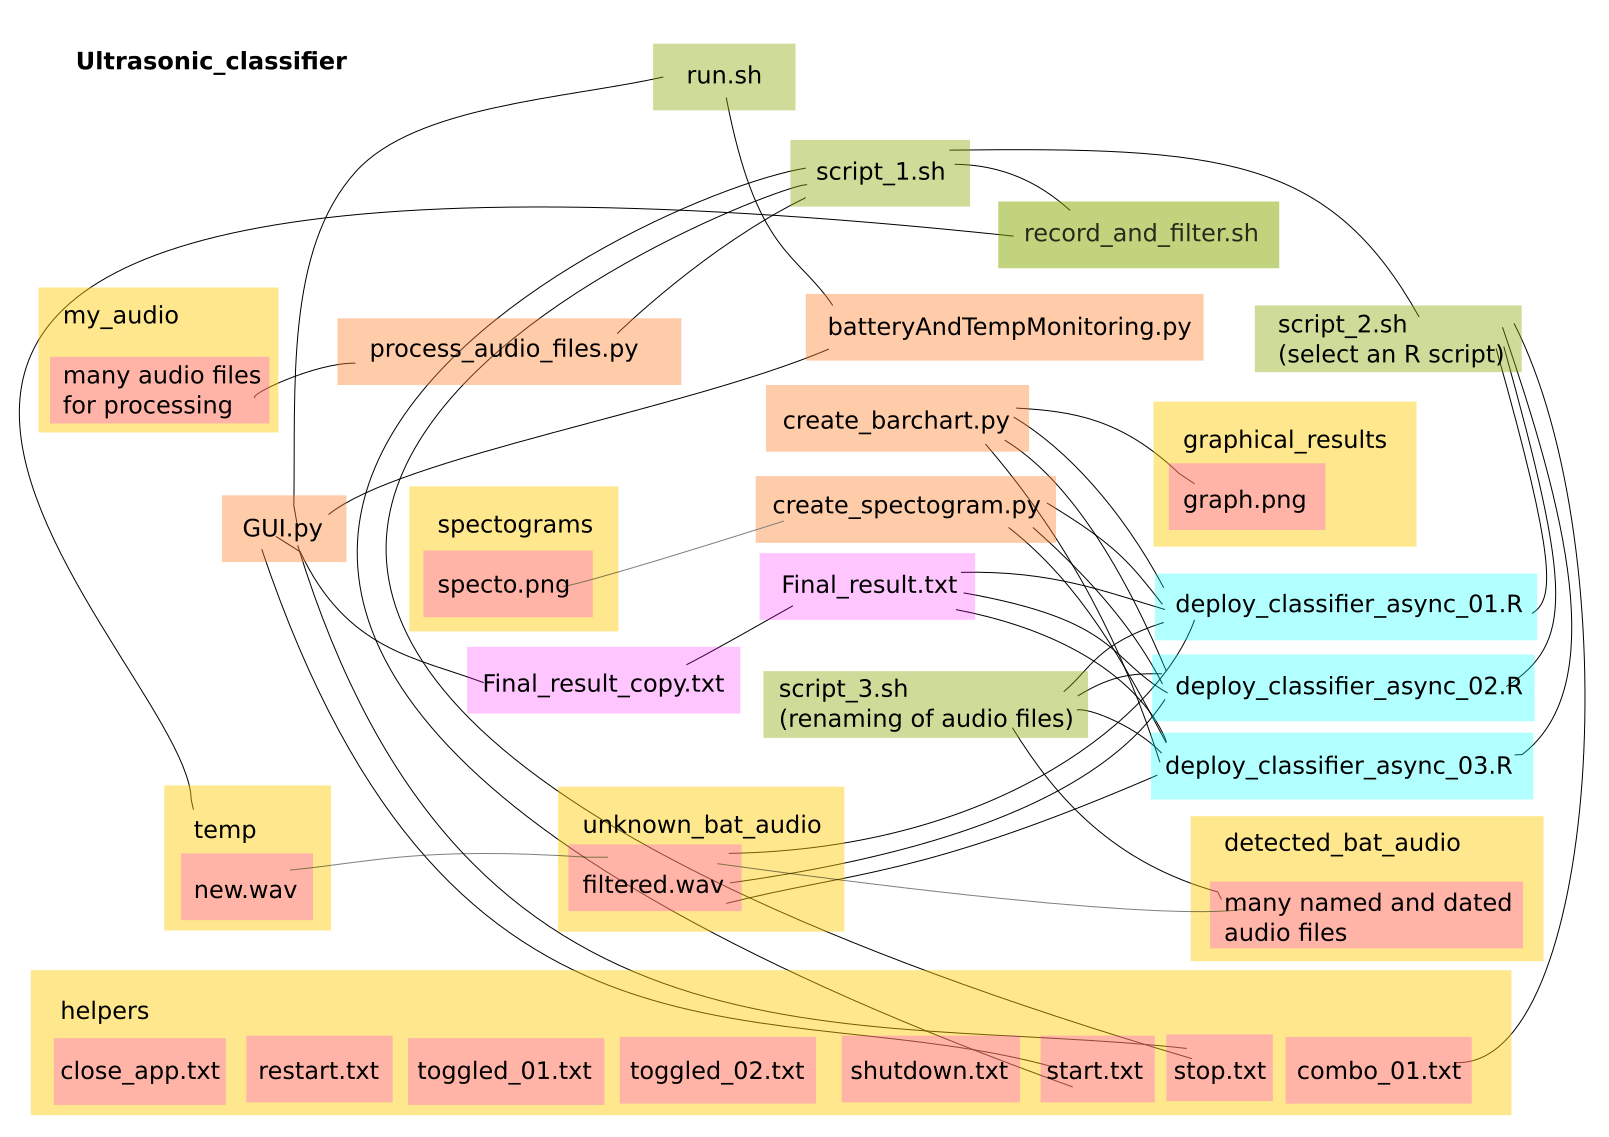 Ultrasonic_classifier
run.sh
script_1.sh
record_and_filter.sh
my_audio
many audio files
for processing
process_audio_files.py
batteryAndTempMonitoring.py
script_2.sh
(select an R script)
create_barchart.py
graphical_results
graph.png
GUI.py
spectograms
specto.png
create_spectogram.py
Final_result.txt
deploy_classifier_async_01.R
Final_result_copy.txt
script_3.sh
(renaming of audio files)
deploy_classifier_async_02.R
deploy_classifier_async_03.R
temp
new.wav
unknown_bat_audio
filtered.wav
detected_bat_audio
many named and dated
audio files
helpers
close_app.txt
restart.txt
toggled_01.txt
toggled_02.txt
shutdown.txt
start.txt
stop.txt
combo_01.txt